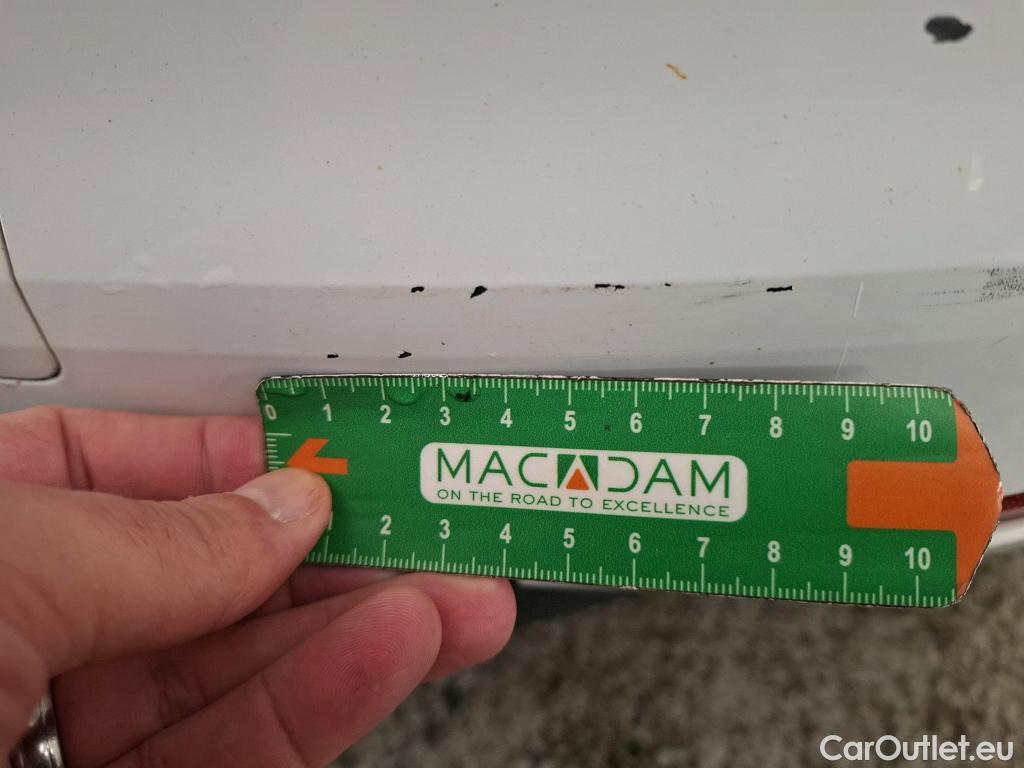 0 1 2 3 4 5 6 7 8 9 10
MACADAM
ON THE ROAD TO EXCELLENCE
1 2 3 4 5 6 7 8 9 10
CarOutlet.eu